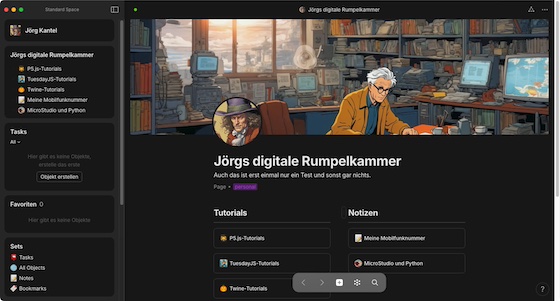 Standard Space
Jörgs digitale Rumpelkammer
Jörg Kantel
Jörgs digitale Rumpelkammer
P5.js-Tutorials
TuesdayJS-Tutorials
Twine-Tutorials
Meine Mobilfunknummer
MicroStudio und Python
Tasks
All
Hier gibt es keine Objekte,
erstelle das erste
Objekt erstellen
Favoriten 0
Hier gibt es keine Objekte
Sets
Tasks
All Objects
Notes
Bookmarks
Jörgs digitale Rumpelkammer
Auch das ist erst einmal nur ein Test und sonst gar nichts.
Page • personal
Tutorials
Notizen
P5.js-Tutorials
Meine Mobilfunknummer
TuesdayJS-Tutorials
MicroStudio und Python
Twine-Tutorials
?